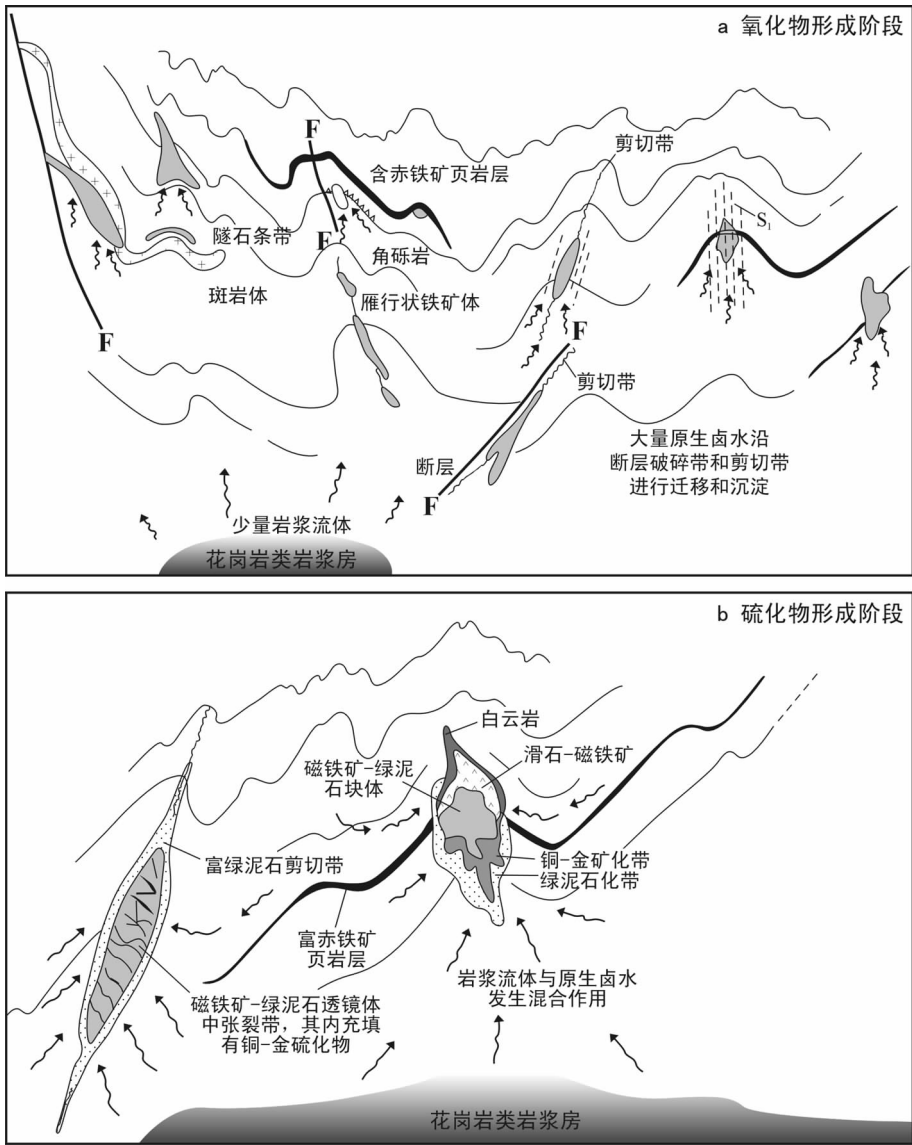 a 氧化物形成阶段
剪切带
F
含赤铁矿页岩层
S₁
隧石条带
F
角砾岩
斑岩体
雁行状铁矿体
F
F
剪切带
大量原生卤水沿
断层破碎带和剪切带
进行迁移和沉淀
断层
F
少量岩浆流体
花岗岩类岩浆房
b 硫化物形成阶段
白云岩
滑石-磁铁矿
磁铁矿-绿泥
石块体
富绿泥石剪切带
铜-金矿化带
绿泥石化带
富赤铁矿
页岩层
岩浆流体与原生卤水
发生混合作用
磁铁矿-绿泥石透镜体
中张裂带，其内充填
有铜-金硫化物
花岗岩类岩浆房